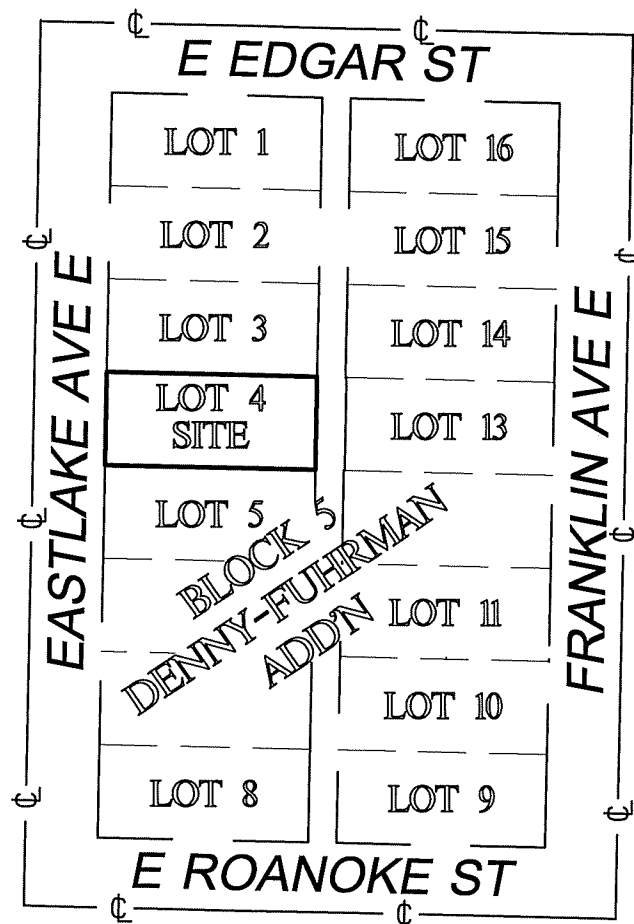 E EDGAR ST
LOT 1
LOT 16
LOT 2
LOT 15
LOT 3
LOT 14
LOT 4
SITE
LOT 13
LOT 5
BLOCK 5
DENNY-FUHRMAN
ADD'N
LOT 11
LOT 10
LOT 8
LOT 9
EASTLAKE AVE E
FRANKLIN AVE E
E ROANOKE ST